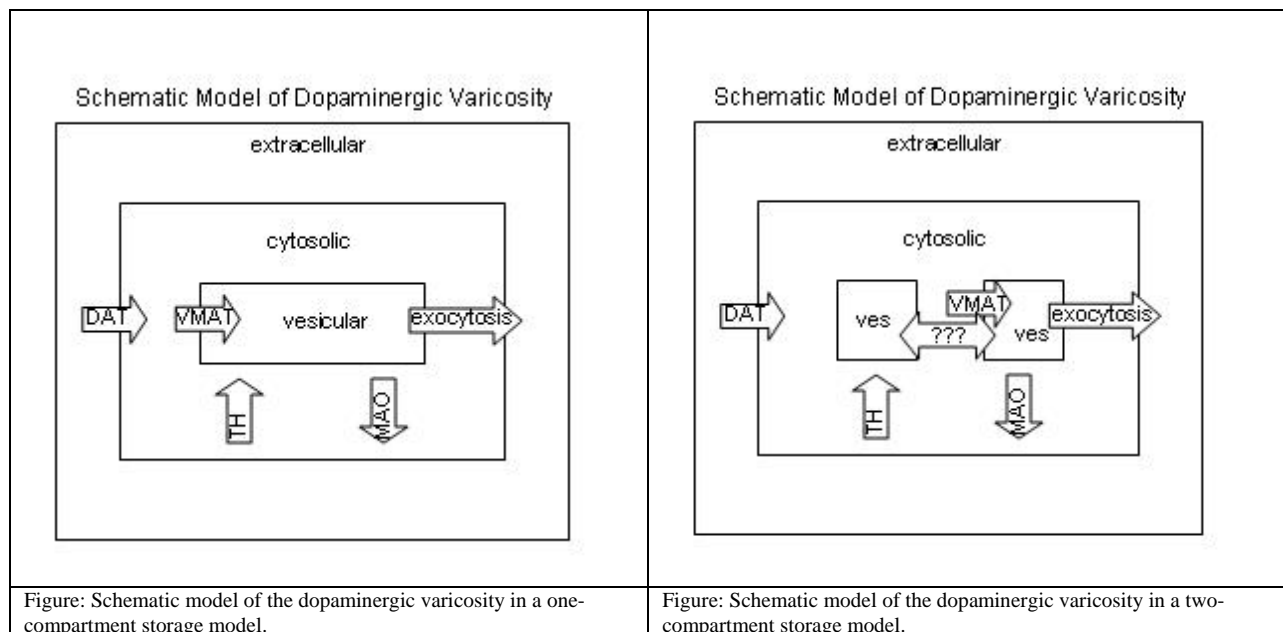 Schematic Model of Dopaminergic Varicosity
extracellular
cytosolic
DAT
VMAT
vesicular
exocytosis
TH
MAO
Figure: Schematic model of the dopaminergic varicosity in a one-
compartment storage model.
Schematic Model of Dopaminergic Varicosity
extracellular
cytosolic
DAT
ves
VMAT
???
ves
exocytosis
TH
MAO
Figure: Schematic model of the dopaminergic varicosity in a two-
compartment storage model.